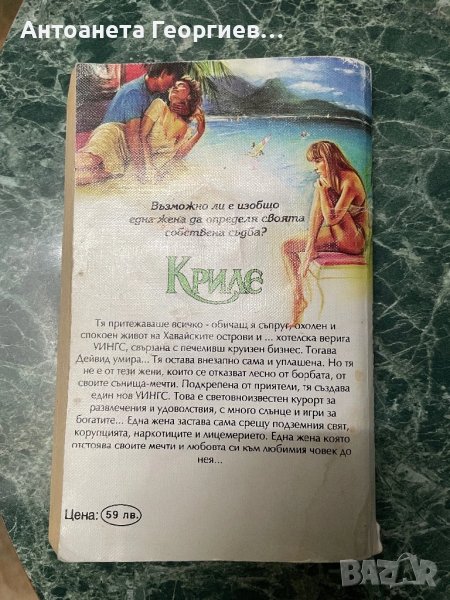 Антоанета Георгиев...
Възможно ли е изобщо
една жена да определя своята
собствена съдба?
Криле
Тя притежаваше всичко - обичащ я съпруг, охолен и
спокоен живот на Хавайските острови и ... хотелска верига
УИНГС, свързана с печеливш круизен бизнес. Тогава
Дейвид умира... Тя остава внезапно сама и уплашена. Но тя
не е от тези жени, които се отказват лесно от борбата, от
своите сънища-мечти. Подкрепена от приятели, тя създава
един нов УИНГС. Това е световноизвестен курорт за
развлечения и удоволствия, с много слънце и игри за
богатите... Една жена застава сама срещу подземния свят,
корупцията, наркотиците и лицемерието. Една жена която
отстоява своите мечти и любовта си към любимия човек до
нея...
Цена: 59 лв.
BAZAR